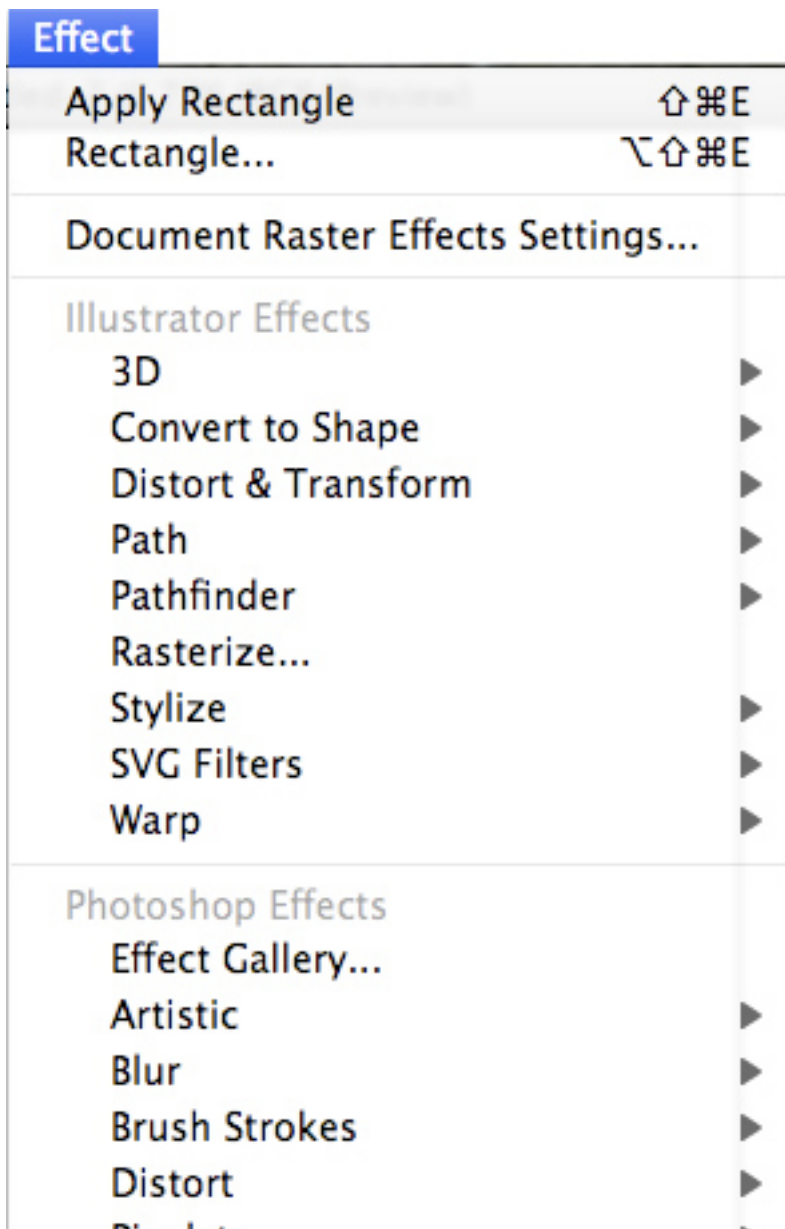 Effect
Apply Rectangle ⇧⌘E
Rectangle... ⌥⇧⌘E
Document Raster Effects Settings...
Illustrator Effects
3D
Convert to Shape
Distort & Transform
Path
Pathfinder
Rasterize...
Stylize
SVG Filters
Warp
Photoshop Effects
Effect Gallery...
Artistic
Blur
Brush Strokes
Distort